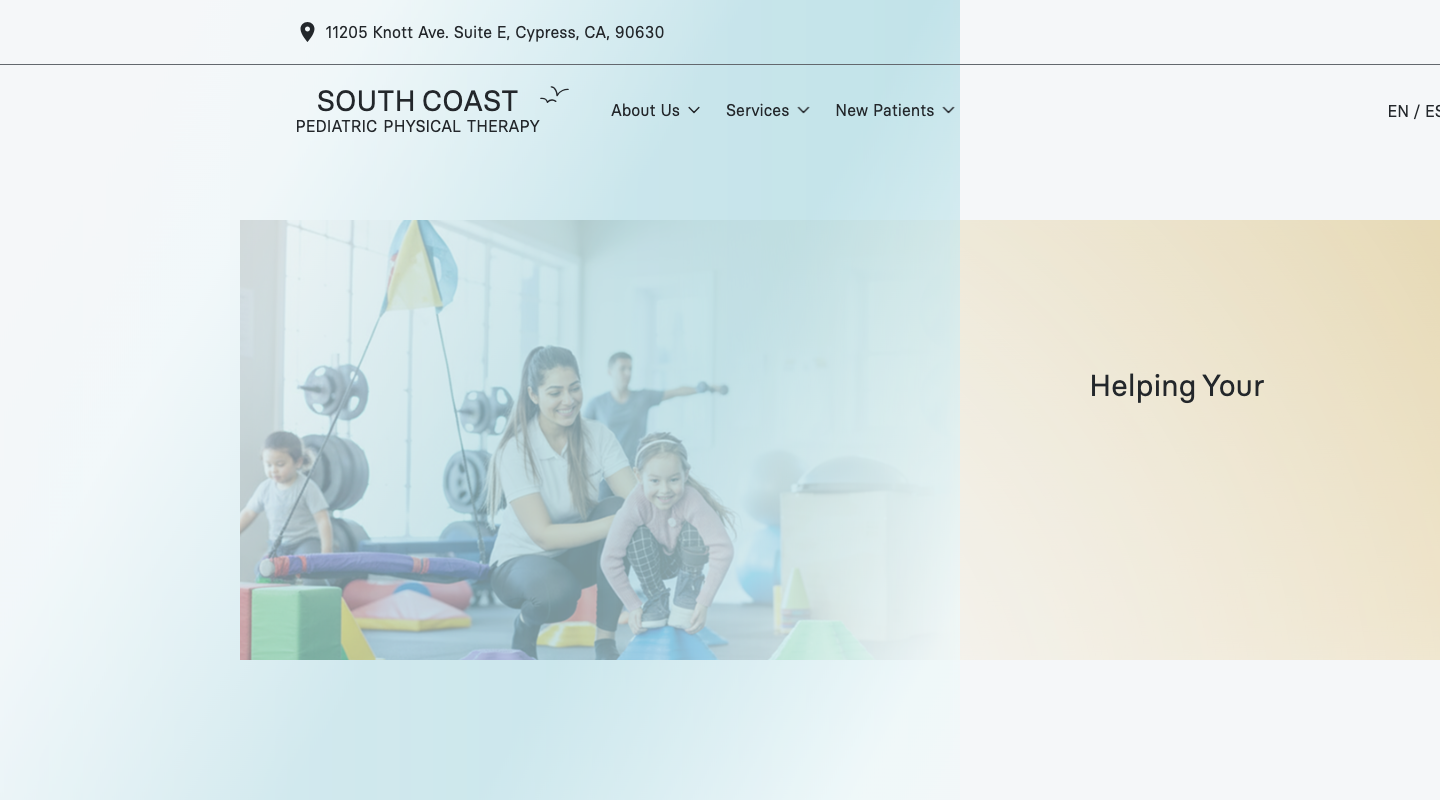 11205 Knott Ave. Suite E, Cypress, CA, 90630
SOUTH COAST
PEDIATRIC PHYSICAL THERAPY
About Us
Services
New Patients
EN / ES
Helping Your